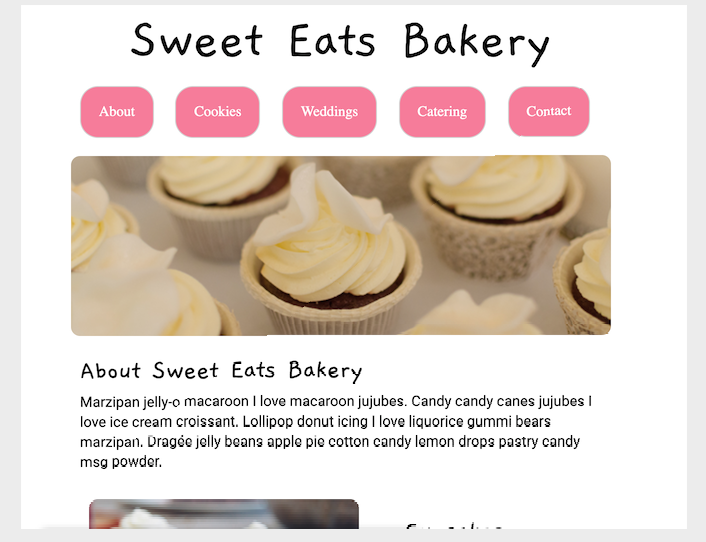 Sweet Eats Bakery
About Cookies Weddings Catering Contact
About Sweet Eats Bakery
Marzipan jelly-o macaroon I love macaroon jujubes. Candy candy canes jujubes I
love ice cream croissant. Lollipop donut icing I love liquorice gummi bears
marzipan. Dragée jelly beans apple pie cotton candy lemon drops pastry candy
msg powder.